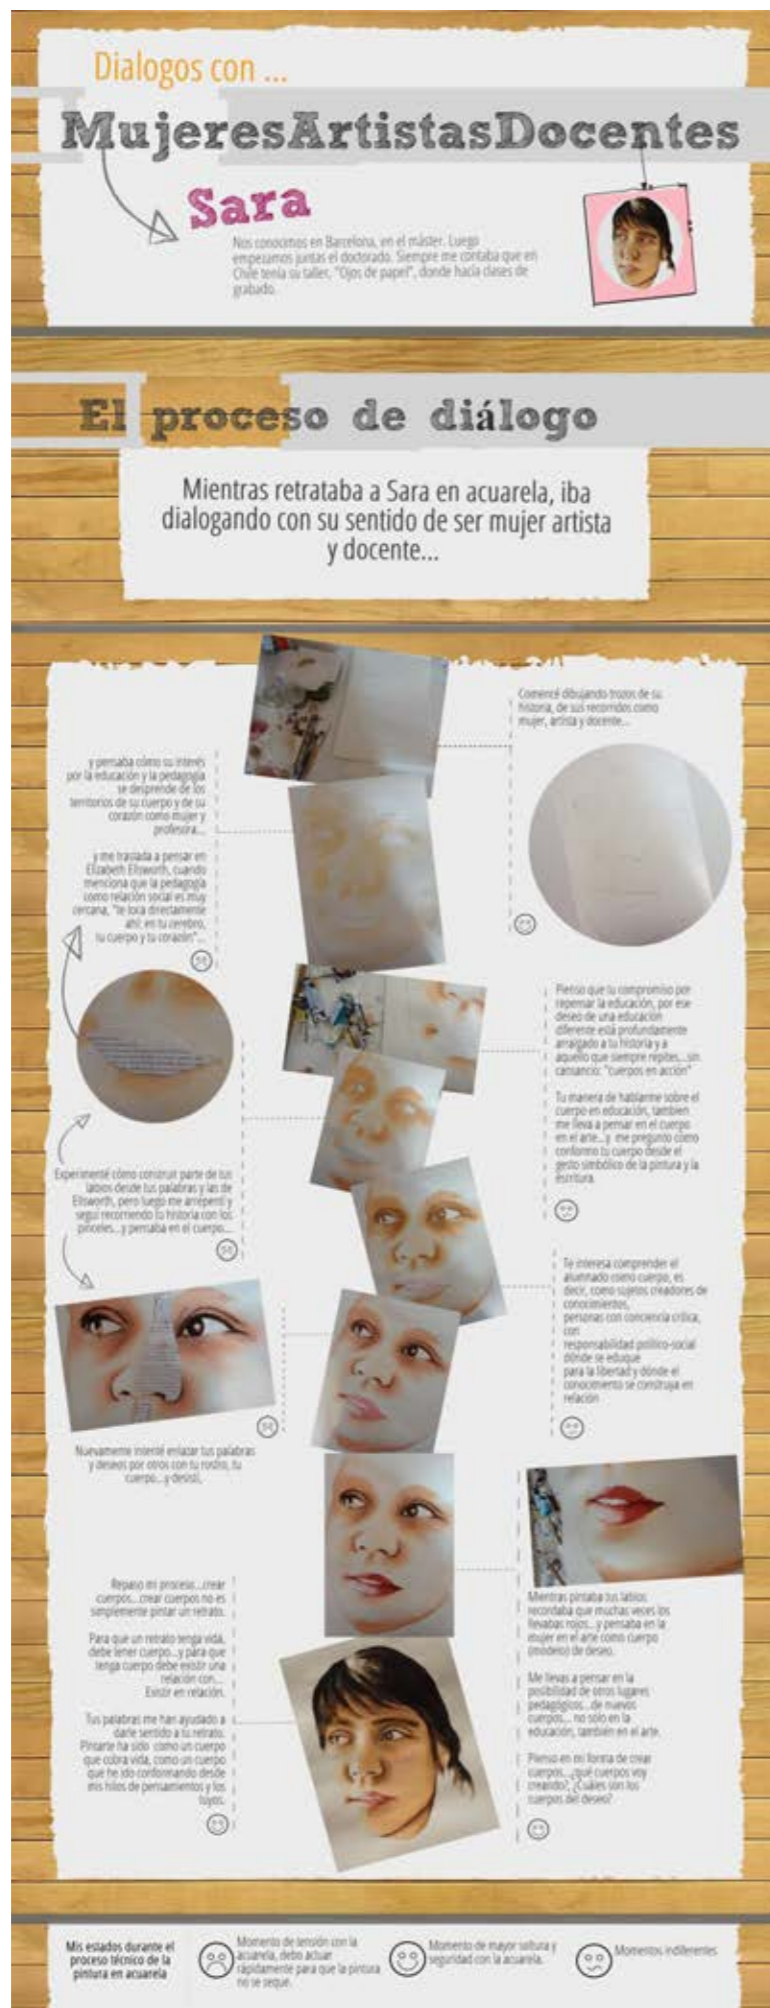 Dialogos con ...
MujeresArtistasDocentes
Sara
Nos conocimos en Barcelona, en el máster. Luego
empezamos juntas el doctorado. Siempre me contaba que en
Chile tenía su taller, "Ojos de papel", donde hacía clases de
grabado.
El proceso de diálogo
Mientras retrataba a Sara en acuarela, iba
dialogando con su sentido de ser mujer artista
y docente...
Comencé dibujando trozos de su
historia, de sus recorridos como
mujer, artista y docente...
y pensaba cómo su interés
por la educación y la pedagogía
se desprende de los
territorios de su cuerpo y de su
corazón como mujer y
profesora...
y me traslada a pensar en
Elizabeth Ellsworth, cuando
menciona que la pedagogía
como relación social es muy
cercana, "te toca directamente
ahí: en tu cerebro,
tu cuerpo y tu corazón"...
Pienso que tu compromiso por
repensar la educación, por ese
deseo de una educación
diferente está profundamente
arraigado a tu historia y a
aquello que siempre repites...sin
cansancio: "cuerpos en acción"
Tu manera de hablarme sobre el
cuerpo en educación, tambien
me lleva a pensar en el cuerpo
en el arte...y me pregunto cómo
conformo tu cuerpo desde el
gesto simbólico de la pintura y la
escritura.
Experimenté cómo construir parte de tus
labios desde tus palabras y las de
Ellsworth, pero luego me arrepentí y
seguí recorriendo tu historia con los
pinceles...y pensaba en el cuerpo...
Te interesa comprender el
alumnado como cuerpo, es
decir, como sujetos creadores de
conocimientos,
personas con conciencia crítica,
con
responsabilidad político-social
dónde se eduque
para la libertad y dónde el
conocimiento se construya en
relación
Nuevamente intenté enlazar tus palabras
y deseos por otros con tu rostro, tu
cuerpo...y desistí,
Mientras pintaba tus labios
recordaba que muchas veces los
llevabas rojos...y pensaba en la
mujer en el arte como cuerpo
(modelo) de deseo.
Me llevas a pensar en la
posibilidad de otros lugares
pedagógicos...de nuevos
cuerpos... no sólo en la
educación, también en el arte.
Pienso en mi forma de crear
cuerpos...¿qué cuerpos voy
creando?, ¿Cuáles son los
cuerpos del deseo?
Repaso mi proceso...crear
cuerpos...crear cuerpos no es
simplemente pintar un retrato.
Para que un retrato tenga vida,
debe tener cuerpo...y para que
tenga cuerpo debe existir una
relación con...
Existir en relación.
Tus palabras me han ayudado a
darle sentido a tu retrato.
Pintarte ha sido como un cuerpo
que cobra vida, como un cuerpo
que he ido conformando desde
mis hilos de pensamientos y los
tuyos.
Mis estados durante el
proceso técnico de la
pintura en acuarela
Momento de tensión con la
acuarela, debo actuar
rápidamente para que la pintura
no se seque.
Momento de mayor soltura y
seguridad con la acuarela.
Momentos indiferentes